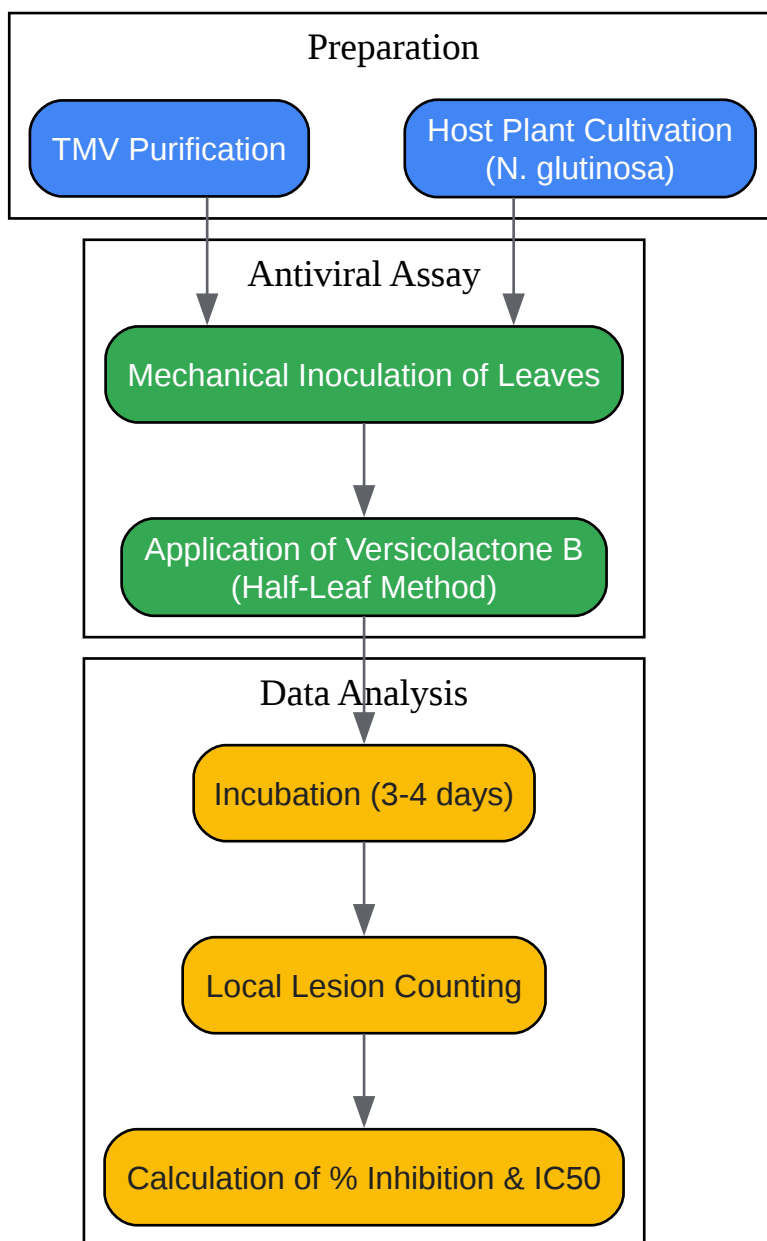 Preparation
TMV Purification
Host Plant Cultivation
(N. glutinosa)
Antiviral Assay
Mechanical Inoculation of Leaves
Application of Versicolactone B
(Half-Leaf Method)
Data Analysis
Incubation (3-4 days)
Local Lesion Counting
Calculation of % Inhibition & IC50